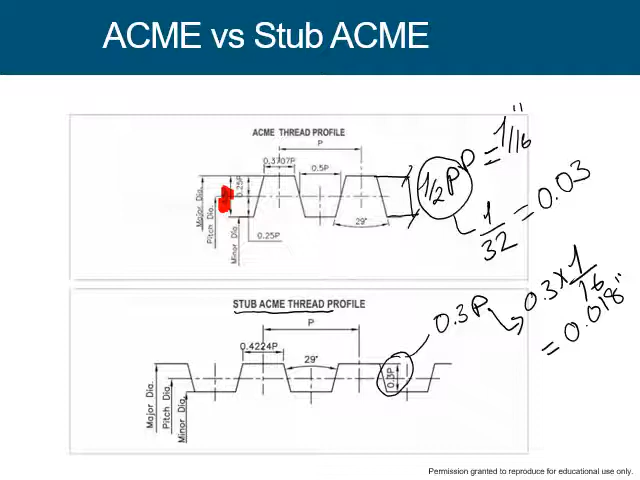 ACME vs Stub ACME
ACME THREAD PROFILE
P
0.3707P
0.5P
0.25P
Major Dia.
Pitch Dia.
Minor Dia.
0.25P
29°
1/2 P
P = 1/16"
1/32 = 0.03
STUB ACME THREAD PROFILE
P
0.4224P
29°
0.3P
Major Dia.
Pitch Dia.
Minor Dia.
0.3P
0.3 x 1/16
= 0.018"
Permission granted to reproduce for educational use only.